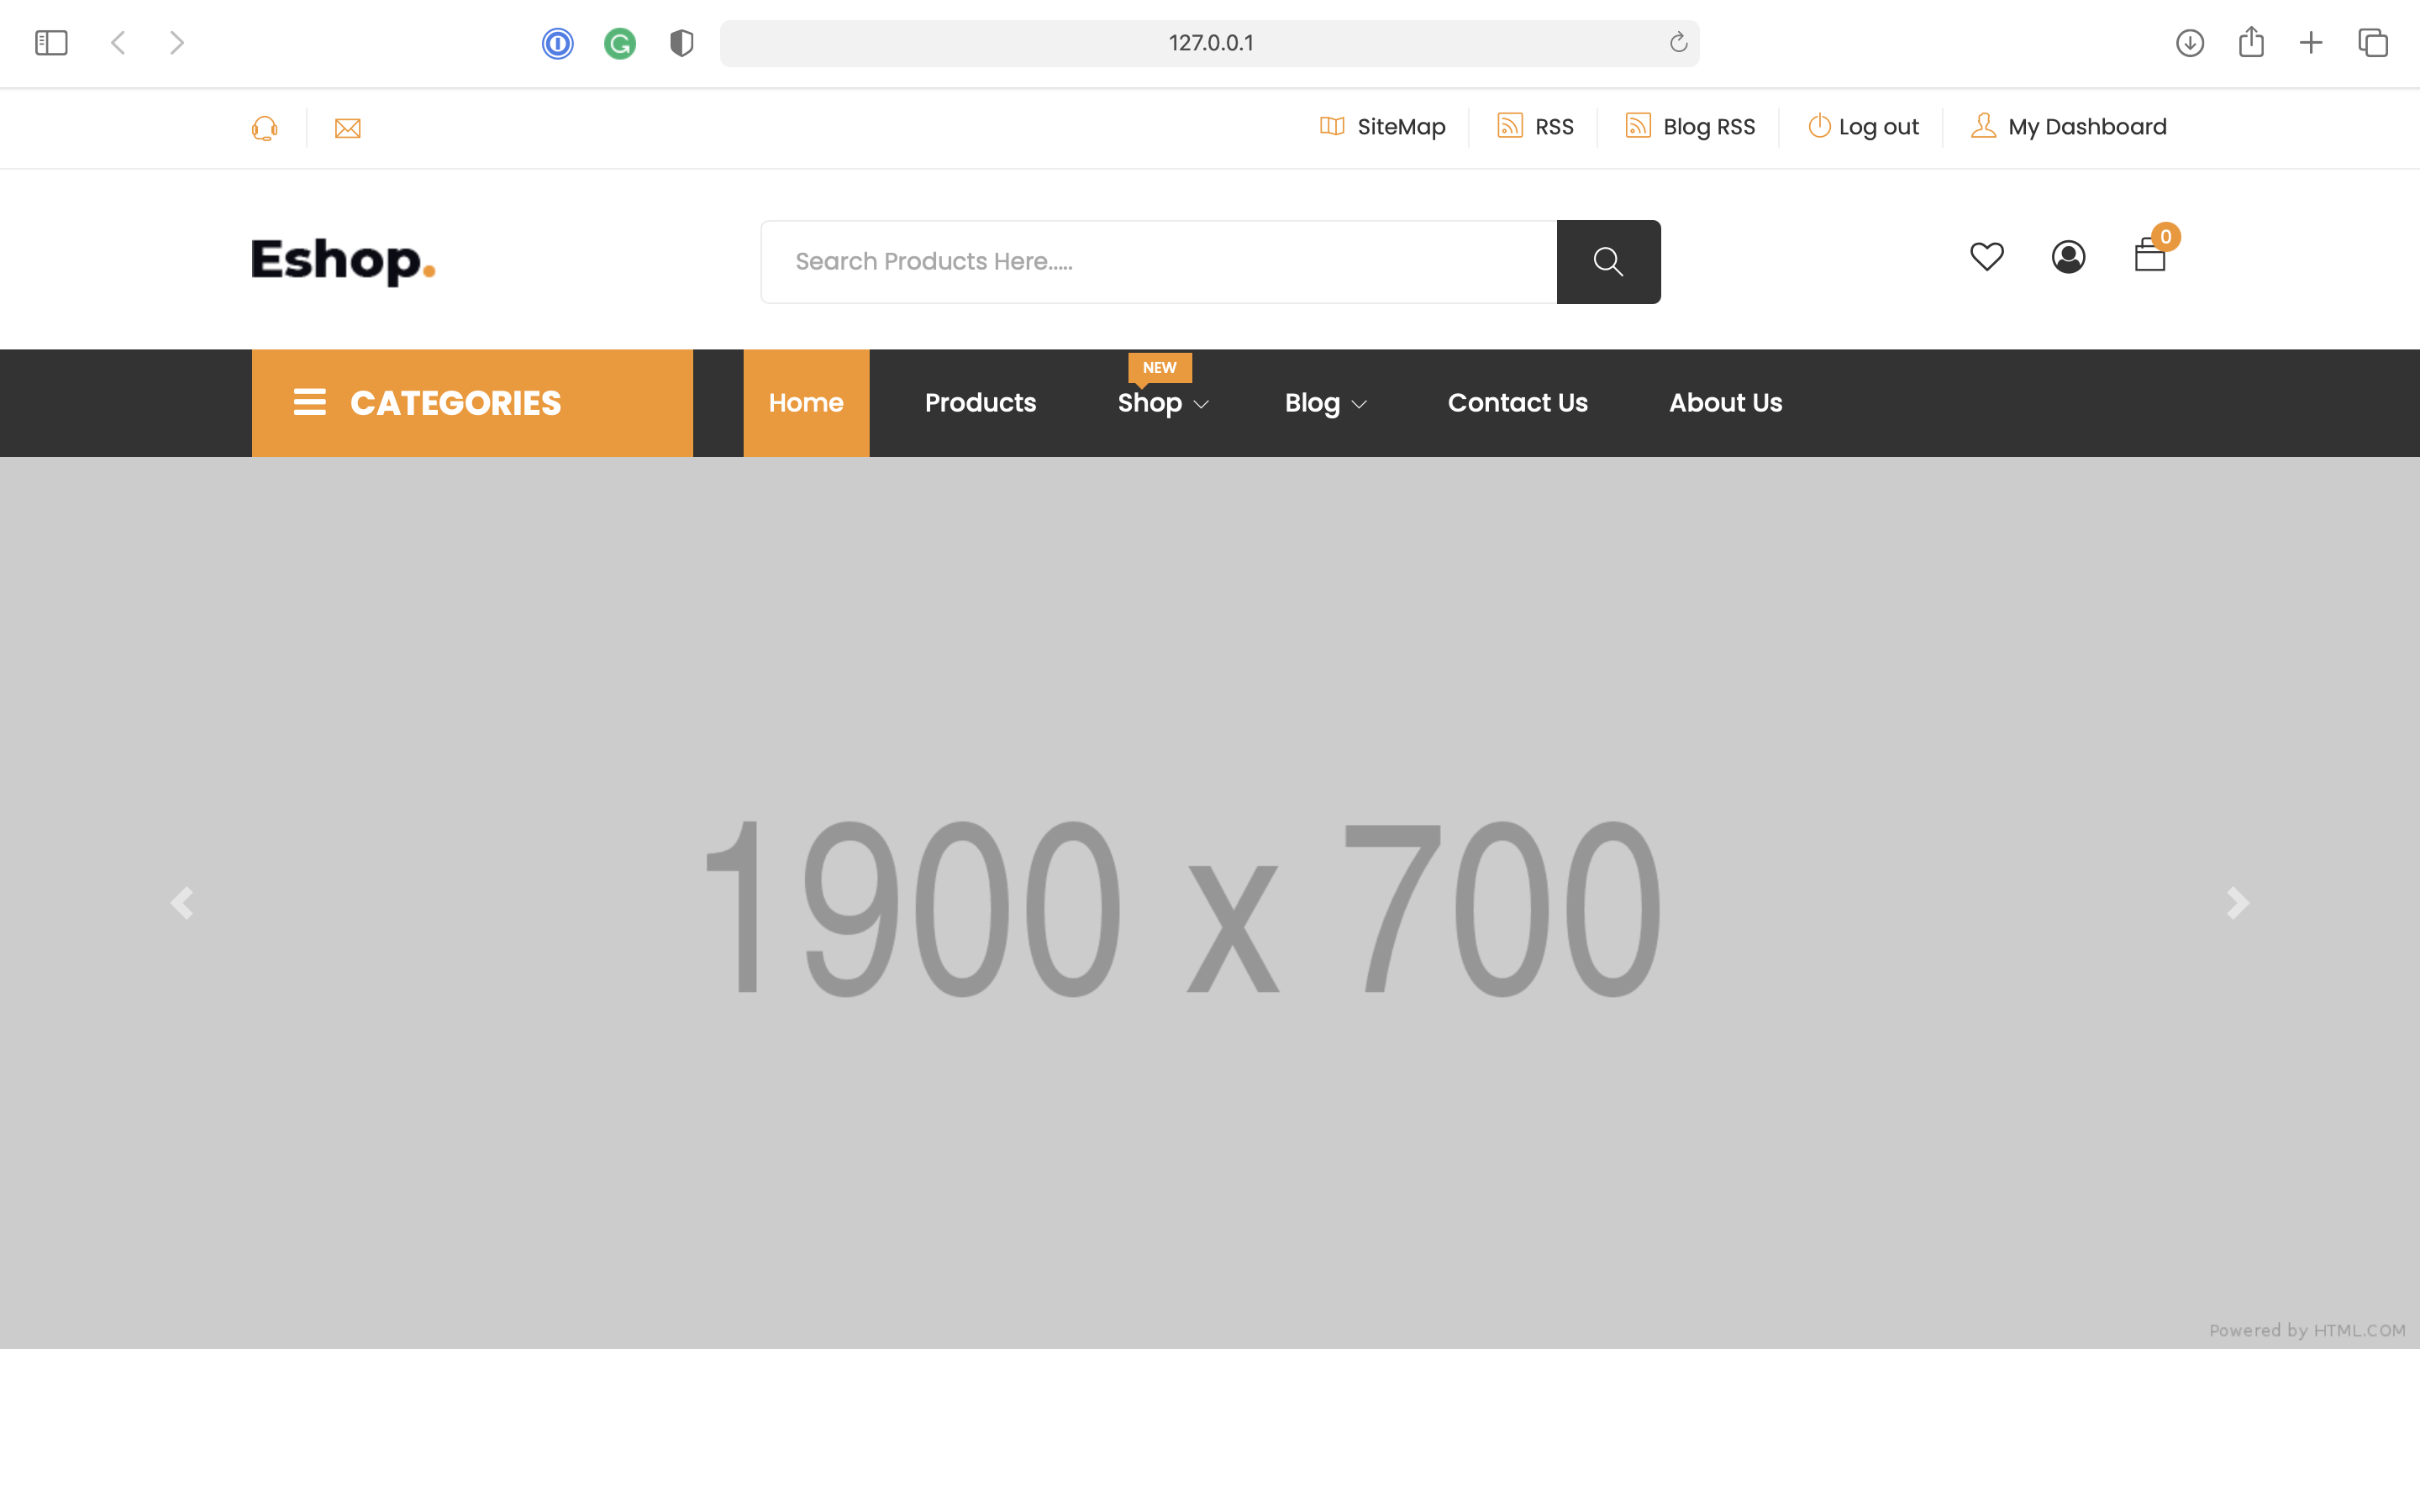 127.0.0.1
SiteMap RSS Blog RSS Log out My Dashboard
Eshop.
Search Products Here.....
0
CATEGORIES
NEW
Home Products Shop Blog Contact Us About Us
1900 x 700
Powered by HTML.COM